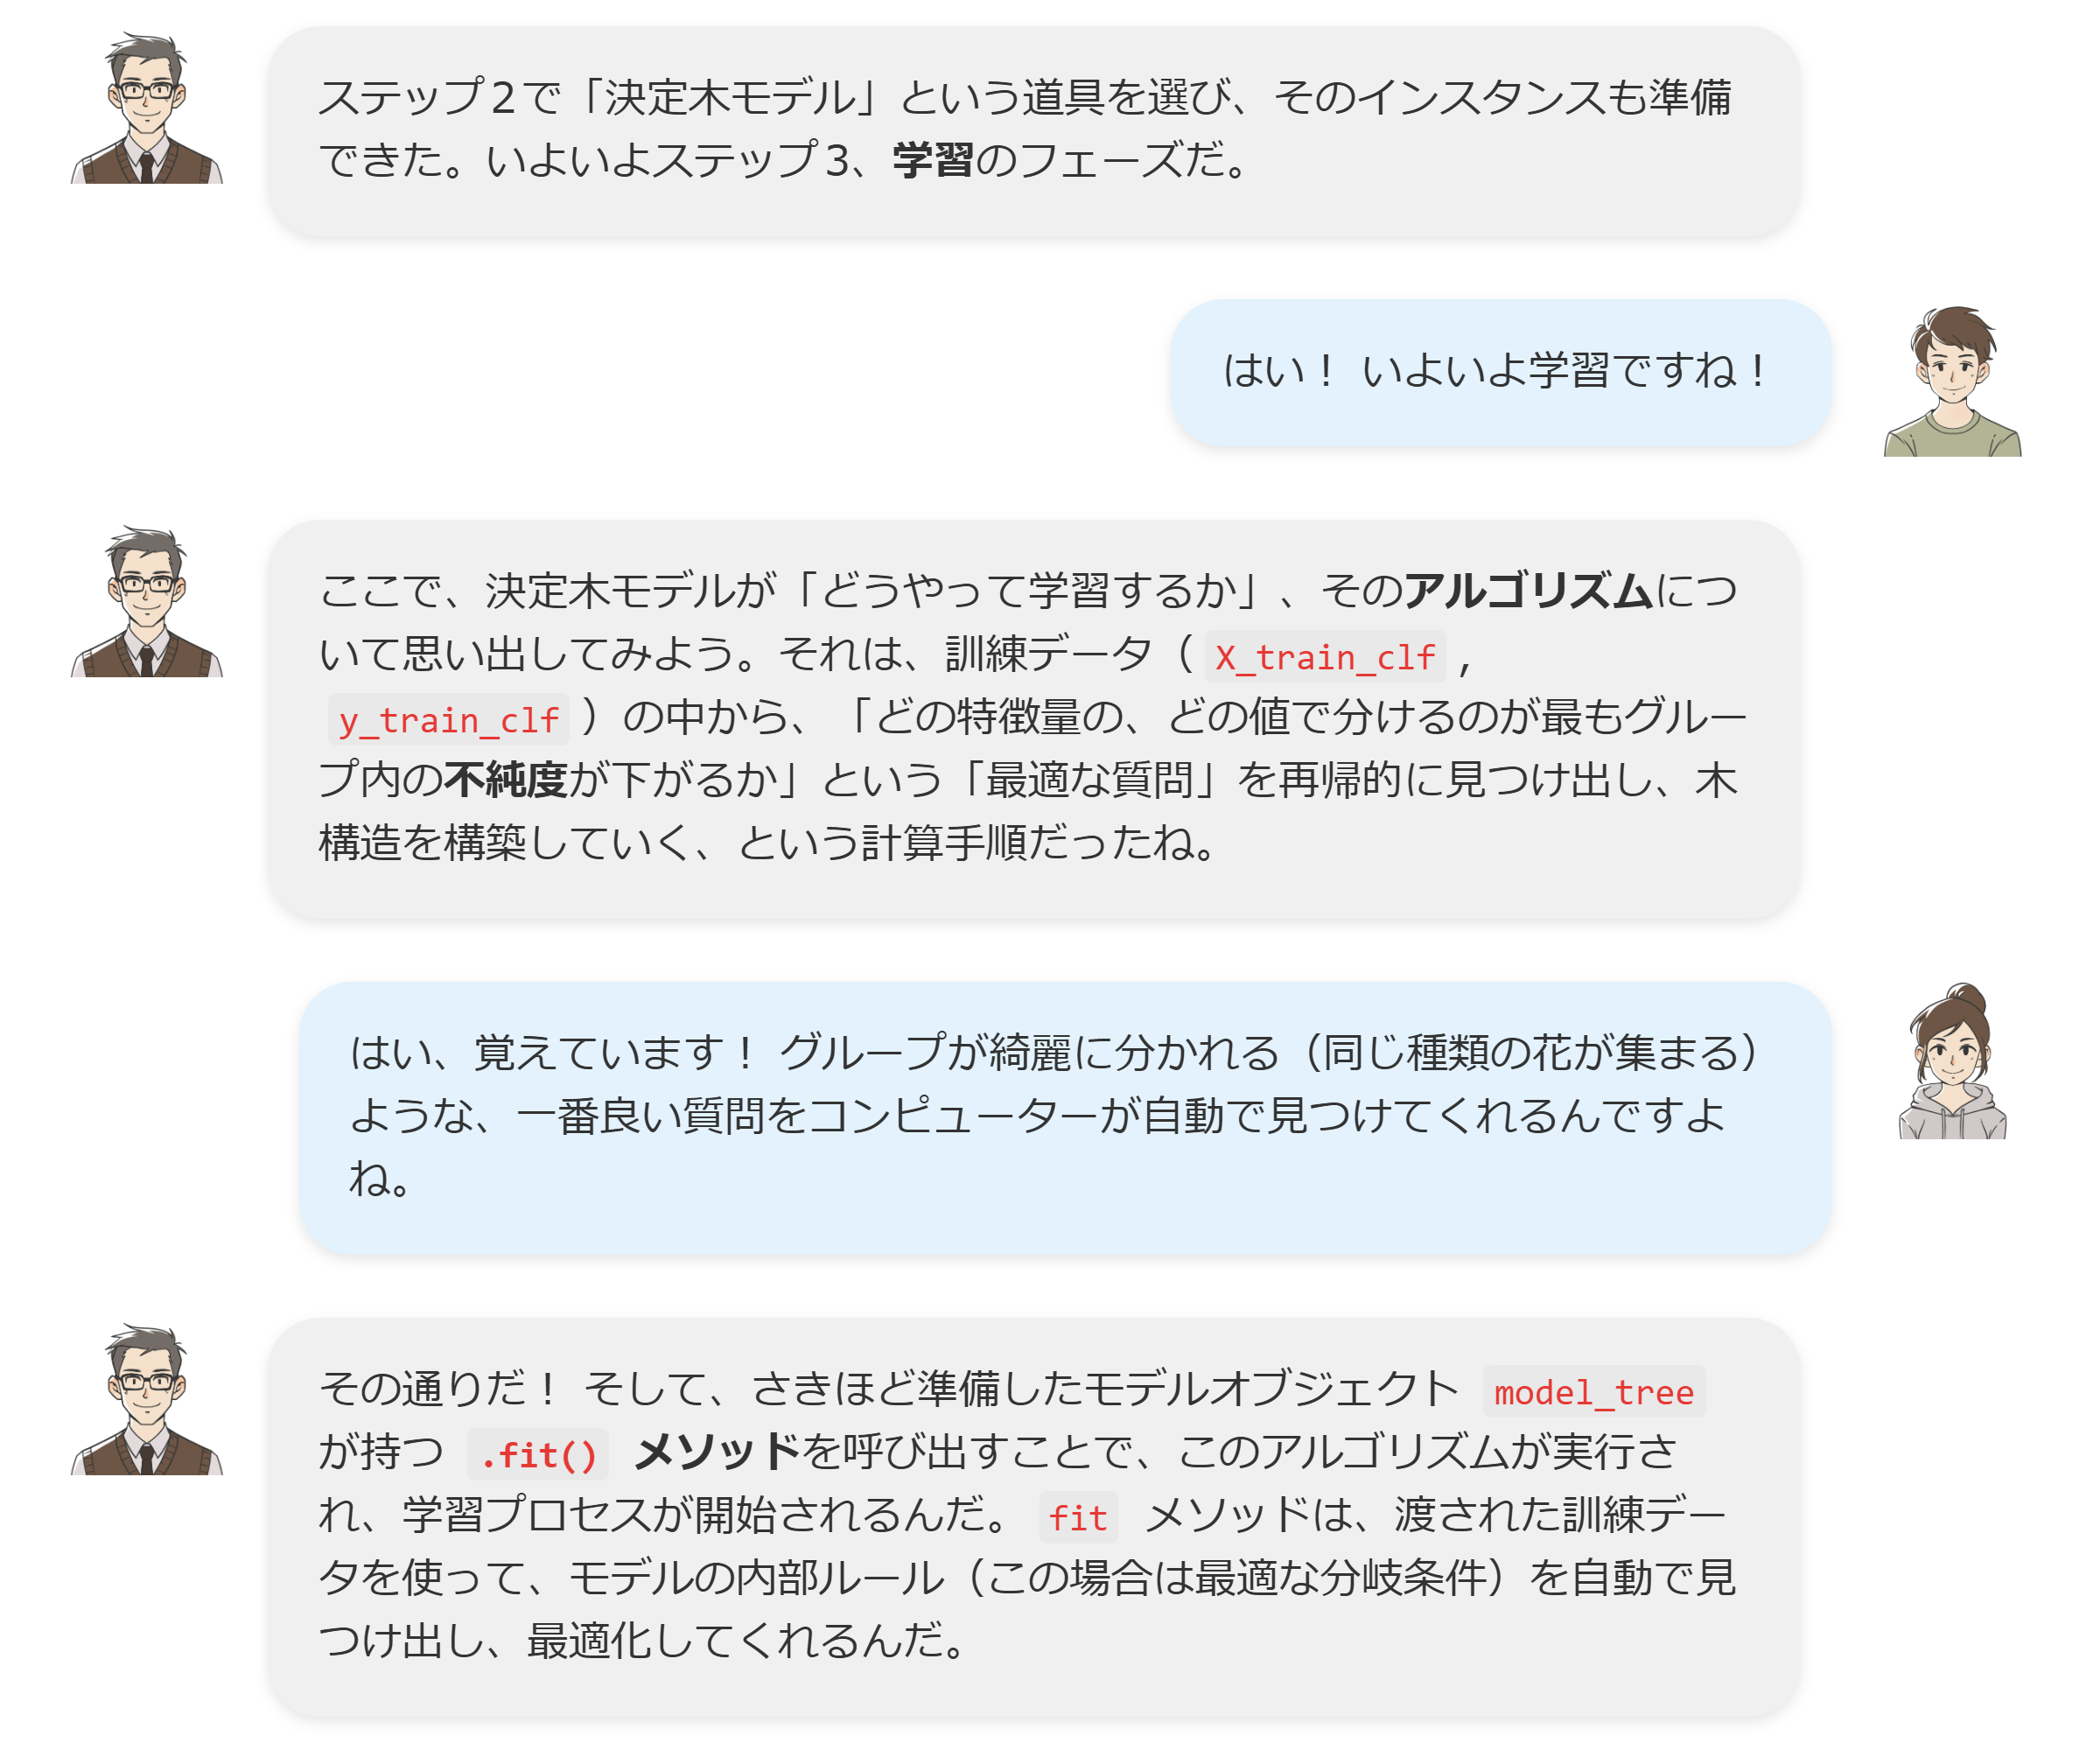 ステップ2で「決定木モデル」という道具を選び、そのインスタンスも準備
できた。いよいよステップ3、学習のフェーズだ。
はい！ いよいよ学習ですね！
ここで、決定木モデルが「どうやって学習するか」、そのアルゴリズムにつ
いて思い出してみよう。それは、訓練データ（ X_train_clf ,
y_train_clf ）の中から、「どの特徴量の、どの値で分けるのが最もグルー
プ内の不純度が下がるか」という「最適な質問」を再帰的に見つけ出し、木
構造を構築していく、という計算手順だったね。
はい、覚えています！ グループが綺麗に分かれる（同じ種類の花が集まる）
ような、一番良い質問をコンピューターが自動で見つけてくれるんですよ
ね。
その通りだ！ そして、さきほど準備したモデルオブジェクト model_tree
が持つ .fit() メソッドを呼び出すことで、このアルゴリズムが実行さ
れ、学習プロセスが開始されるんだ。 fit メソッドは、渡された訓練デー
タを使って、モデルの内部ルール（この場合は最適な分岐条件）を自動で見
つけ出し、最適化してくれるんだ。